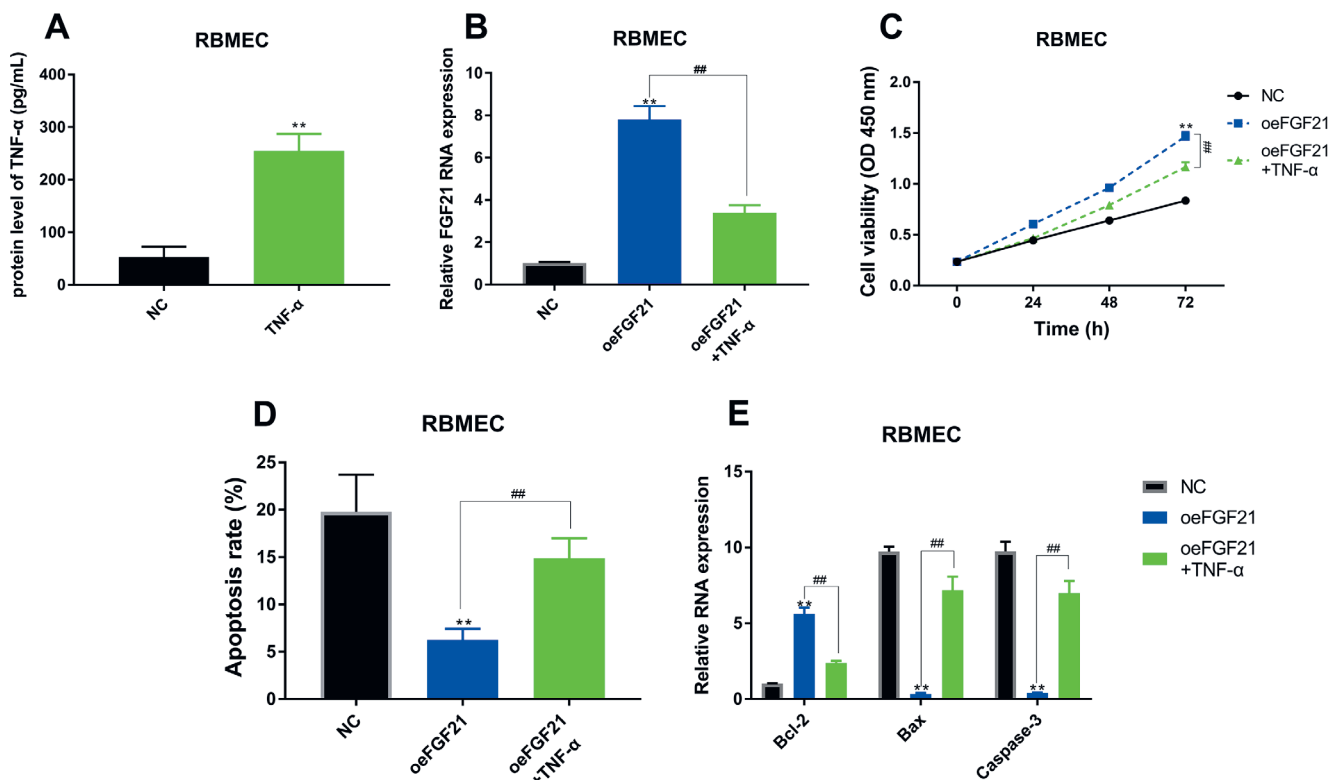 A
RBMEC
protein level of TNF-α (pg/mL)
400
300
200
100
0
**
NC
TNF-α
B
RBMEC
Relative FGF21 RNA expression
10
8
6
4
2
0
**
##
NC
oeFGF21
oeFGF21
+TNF-α
C
RBMEC
Cell viability (OD 450 nm)
2.0
1.5
1.0
0.5
0.0
0
24
48
72
Time (h)
**
##
NC
oeFGF21
oeFGF21
+TNF-α
D
RBMEC
Apoptosis rate (%)
25
20
15
10
5
0
**
##
NC
oeFGF21
oeFGF21
+TNF-α
E
RBMEC
Relative RNA expression
15
10
5
0
**
##
**
##
**
##
Bcl-2
Bax
Caspase-3
NC
oeFGF21
oeFGF21
+TNF-α